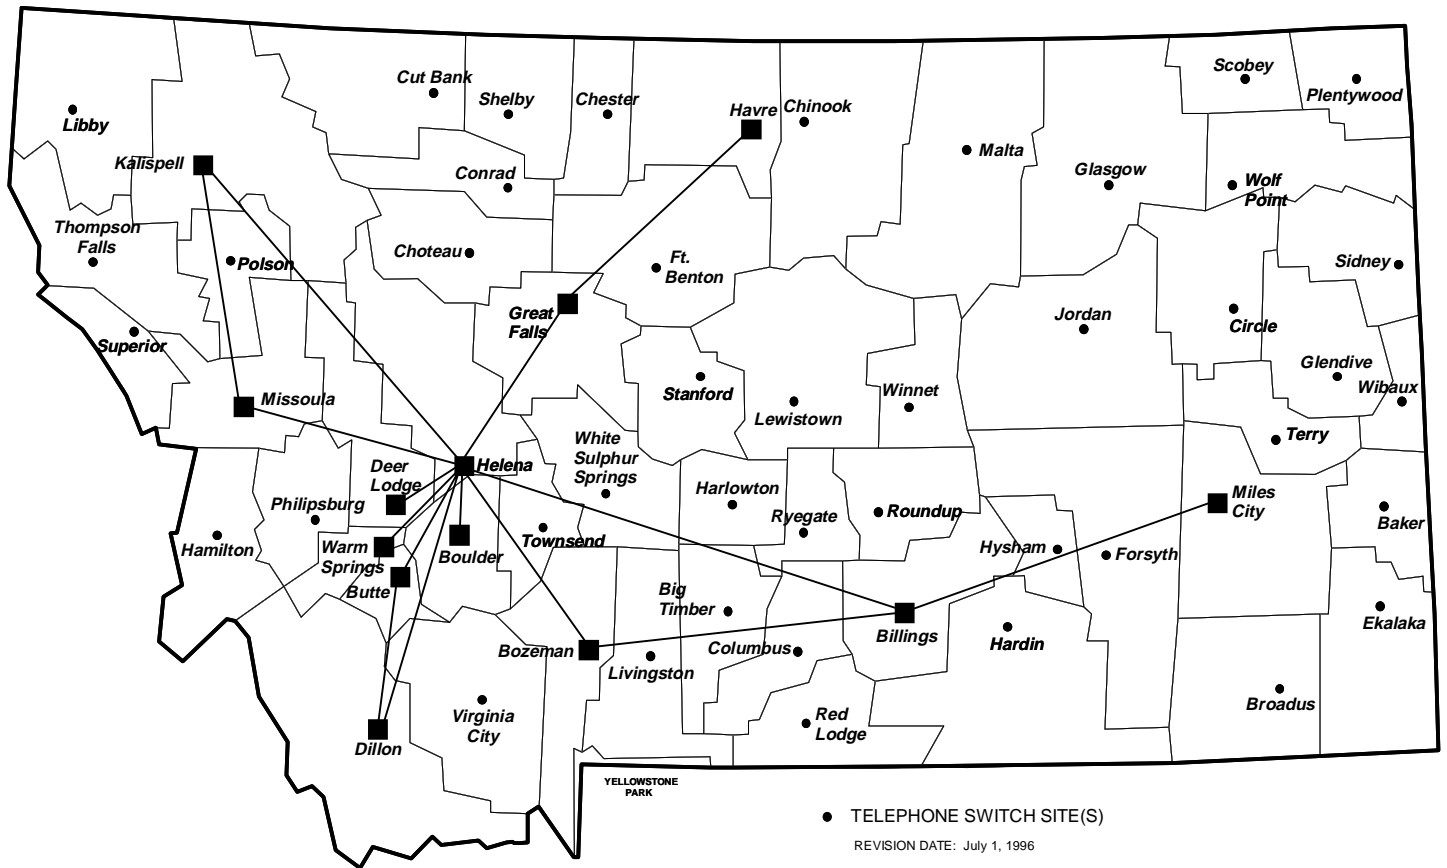 Cut Bank
Shelby
Chester
Havre
Chinook
Scobey
Plentywood
Libby
Kalispell
Conrad
Malta
Glasgow
Wolf
Point
Thompson
Falls
Polson
Choteau
Ft.
Benton
Sidney
Great
Falls
Jordan
Circle
Superior
Glendive
Wibaux
Missoula
Stanford
Lewistown
Winnet
Terry
White
Sulphur
Springs
Helena
Deer
Lodge
Philipsburg
Harlowton
Ryegate
Roundup
Miles
City
Baker
Hamilton
Warm
Springs
Boulder
Townsend
Hysham
Forsyth
Butte
Big
Timber
Ekalaka
Billings
Hardin
Bozeman
Livingston
Columbus
Broadus
Virginia
City
Red
Lodge
Dillon
YELLOWSTONE
PARK
TELEPHONE SWITCH SITE(S)
REVISION DATE: July 1, 1996